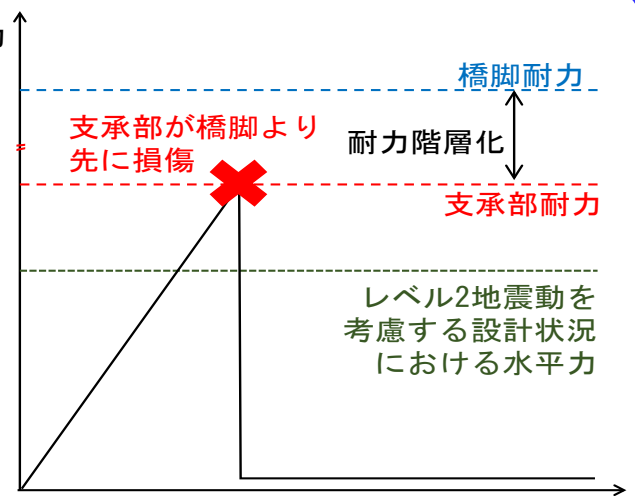 力
橋脚耐力
支承部が橋脚より
先に損傷
耐力階層化
支承部耐力
レベル2地震動を
考慮する設計状況
における水平力